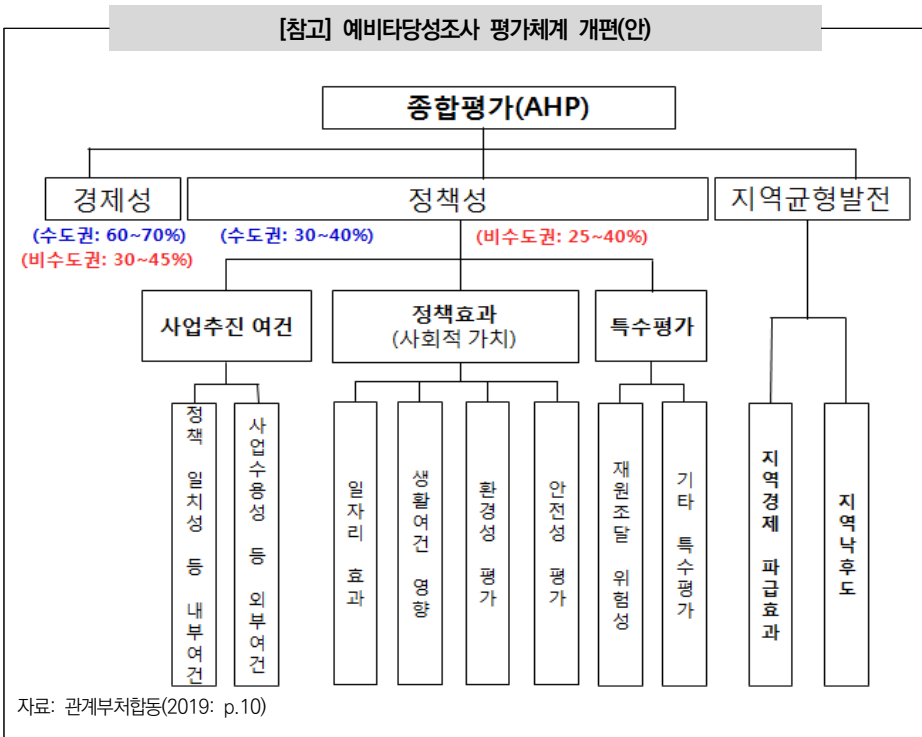 [참고] 예비타당성조사 평가체계 개편(안)
종합평가(AHP)
경제성
정책성
지역균형발전
(수도권: 60~70%)
(비수도권: 30~45%)
(수도권: 30~40%)
(비수도권: 25~40%)
사업추진 여건
정책효과
(사회적 가치)
특수평가
정책 일치성 등 내부여건
사업수용성 등 외부여건
일자리 효과
생활여건 영향
환경성 평가
안전성 평가
재원조달 위험성
기타 특수평가
지역경제 파급효과
지역낙후도
자료: 관계부처합동(2019: p.10)